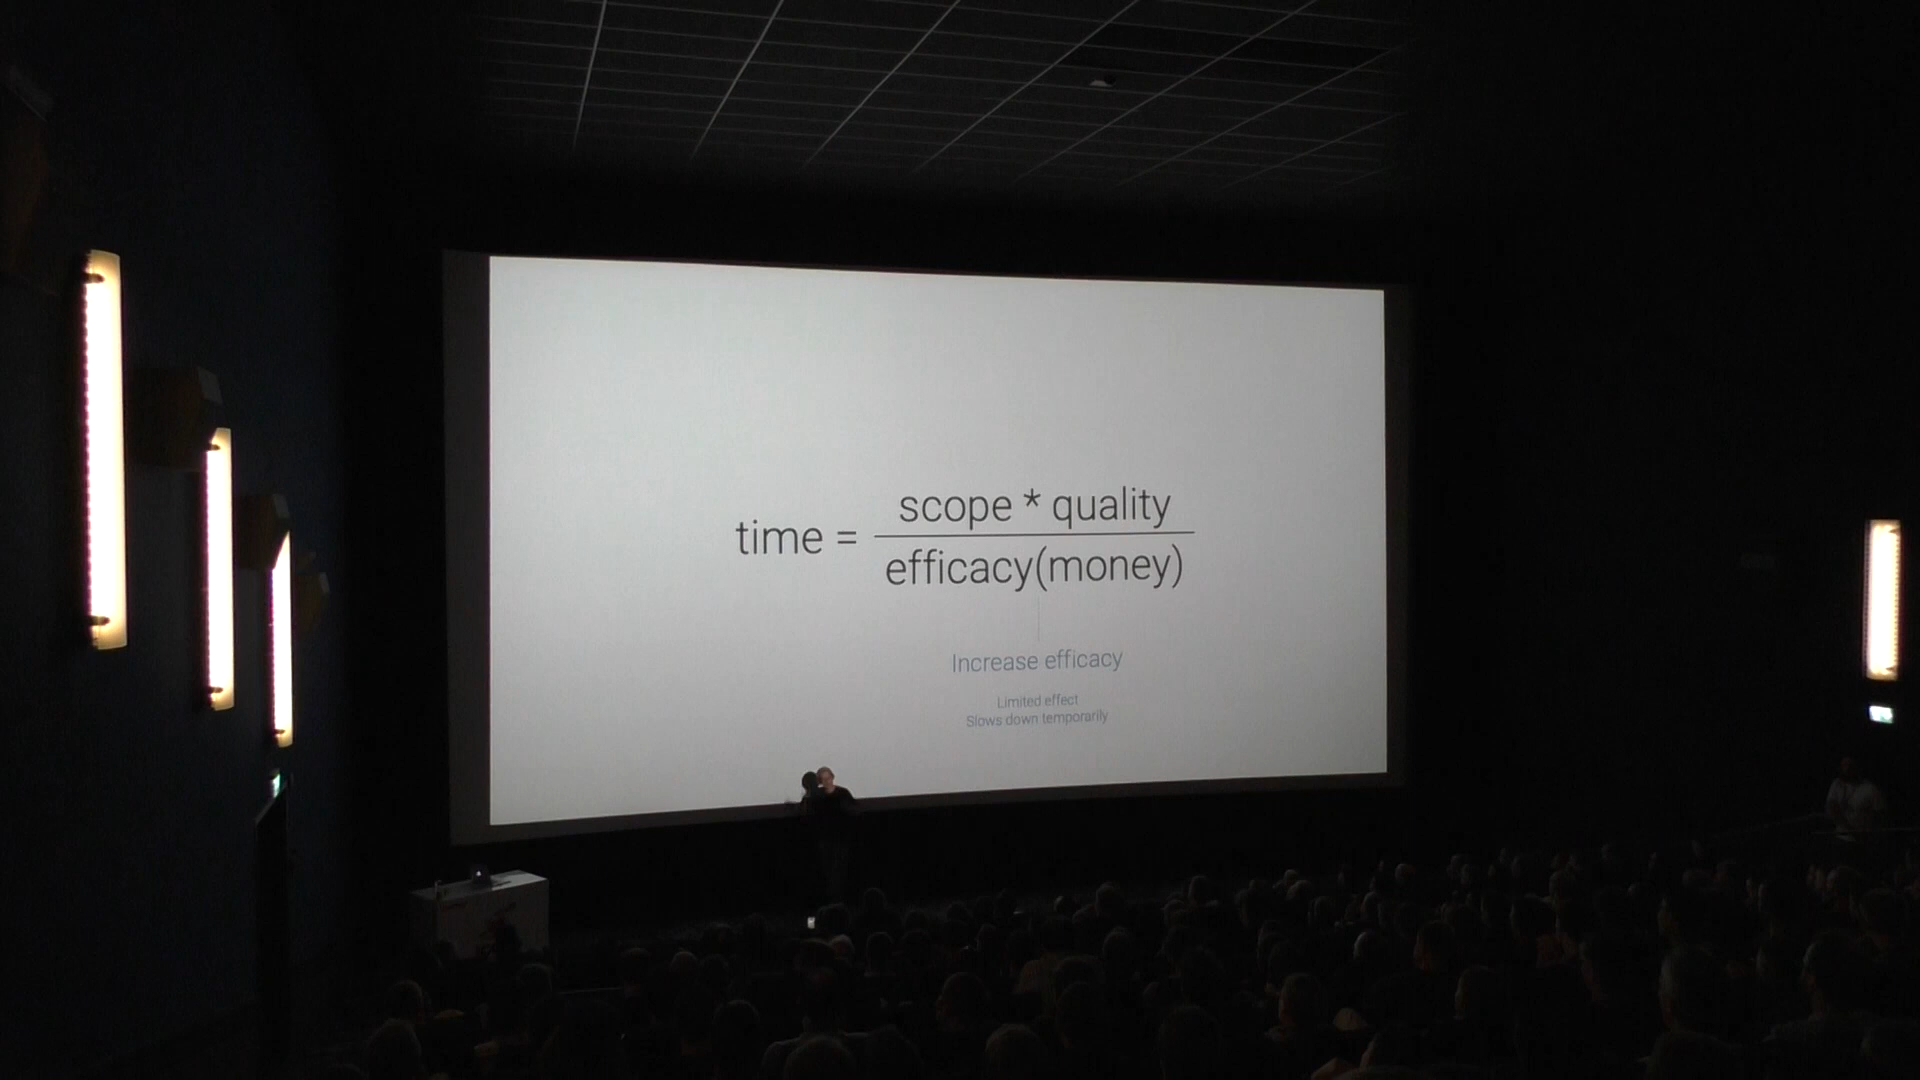 time = scope * quality
efficacy(money)
Increase efficacy
Limited effect
Slows down temporarily